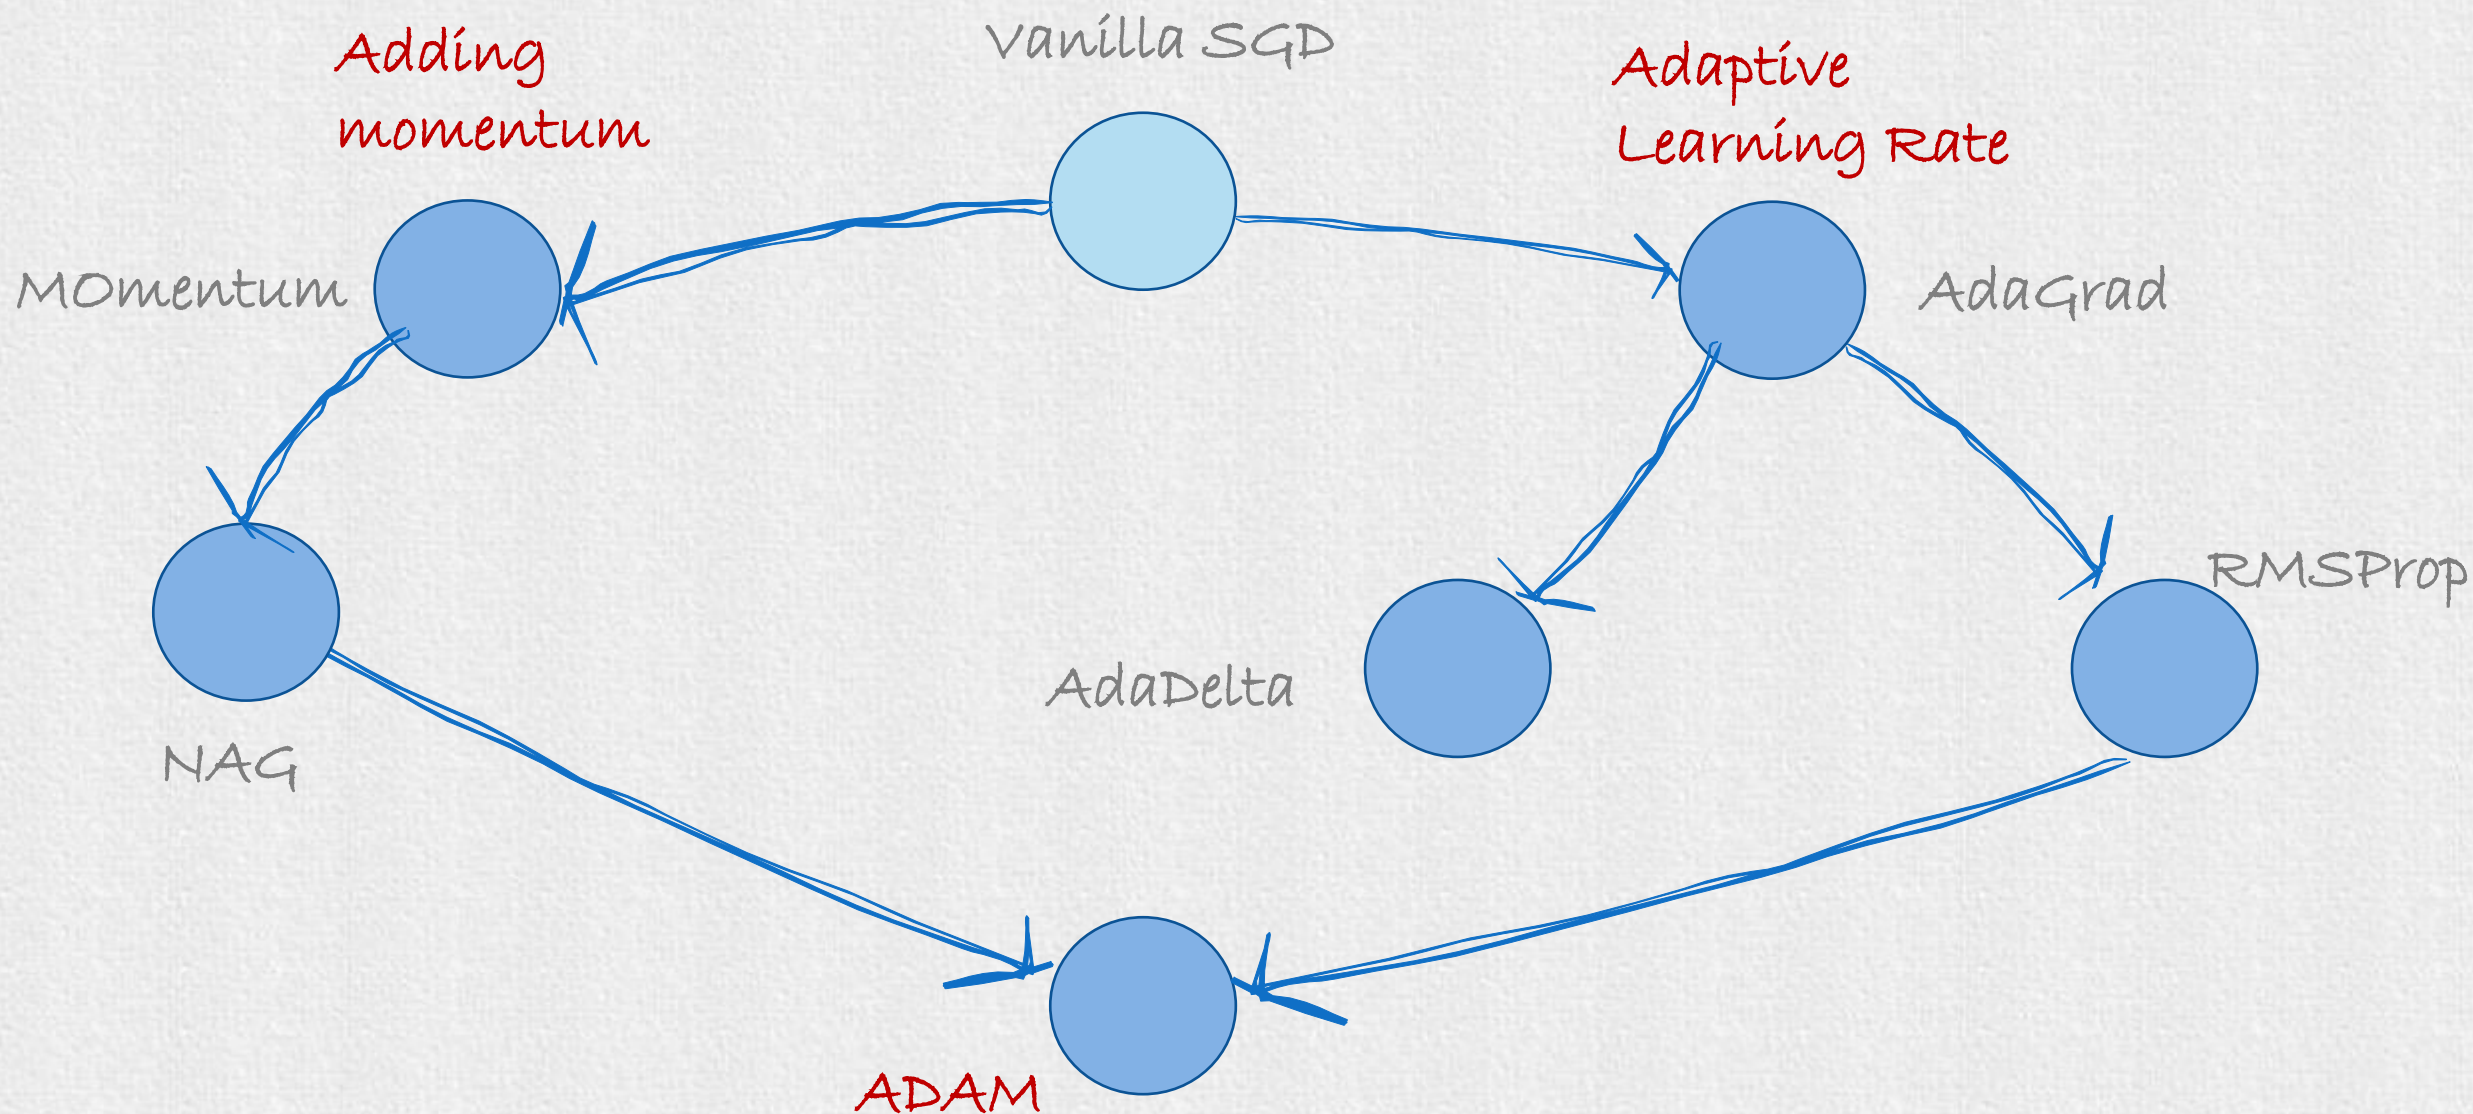 Vanilla SGD
Adding
momentum
Adaptive
Learning Rate
MOmentum
AdaGrad
RMSProp
AdaDelta
NAG
ADAM